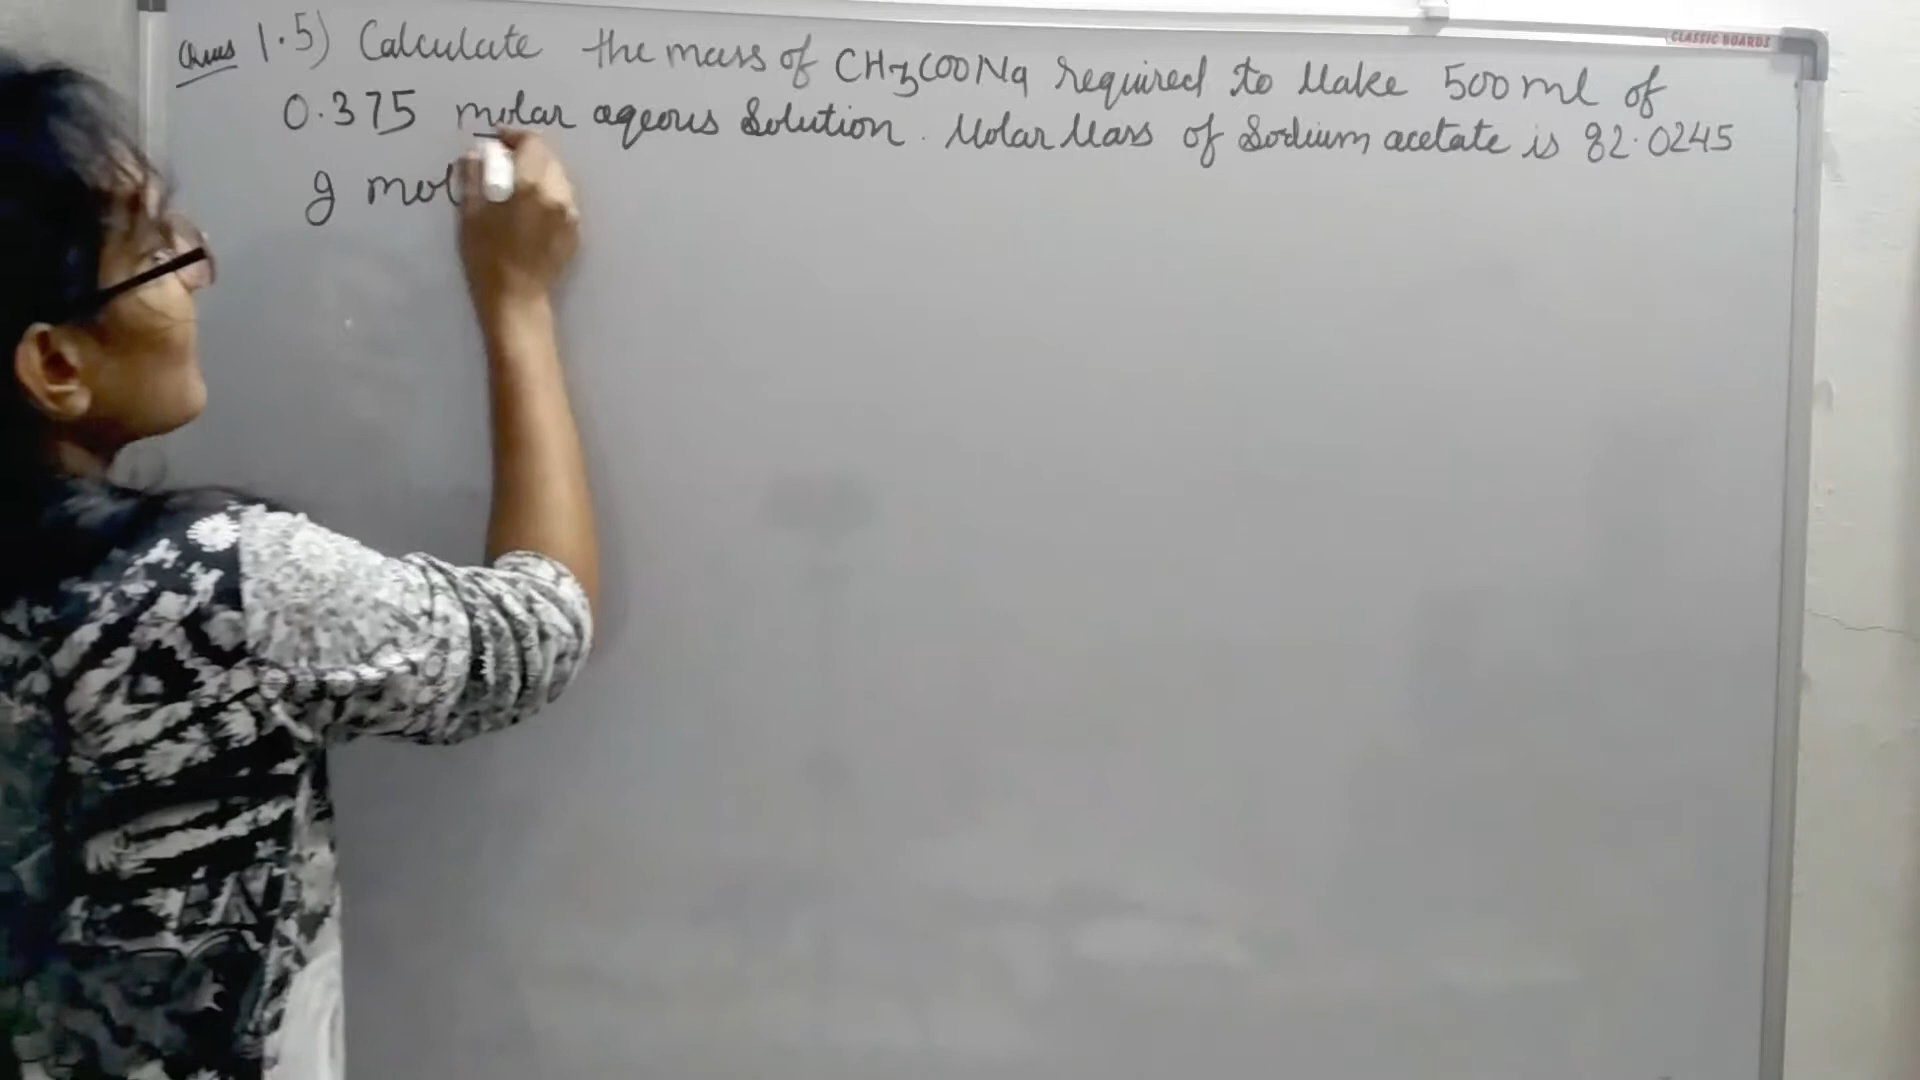 CLASSIC BOARDS
Ques 1.5) Calculate the mass of CH3COONa required to Make 500 ml of
0.375 molar aqeous Solution. Molar Mass of Sodium acetate is 82.0245
g mol